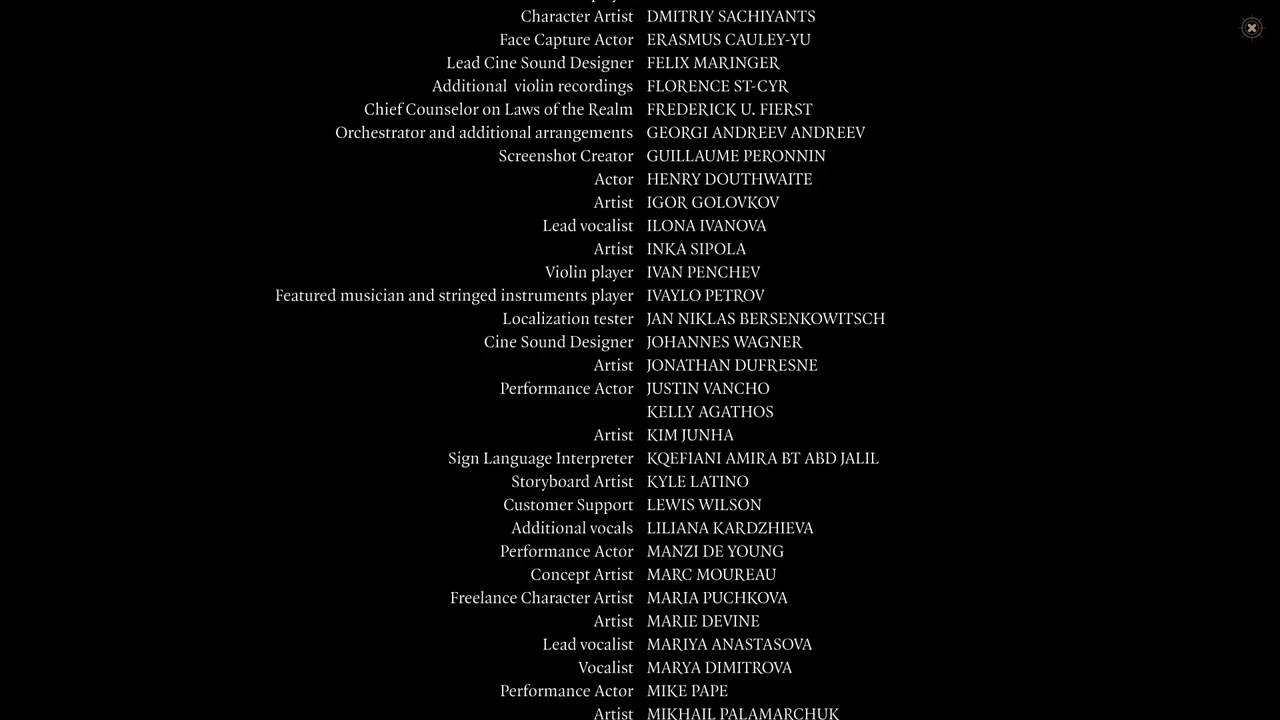 Character Artist DMITRIY SACHIYANTS
Face Capture Actor ERASMUS CAULEY-YU
Lead Cine Sound Designer FELIX MARINGER
Additional violin recordings FLORENCE ST-CYR
Chief Counselor on Laws of the Realm FREDERICK U. FIERST
Orchestrator and additional arrangements GEORGI ANDREEV ANDREEV
Screenshot Creator GUILLAUME PERONNIN
Actor HENRY DOUTHWAITE
Artist IGOR GOLOVKOV
Lead vocalist ILONA IVANOVA
Artist INKA SIPOLA
Violin player IVAN PENCHEV
Featured musician and stringed instruments player IVAYLO PETROV
Localization tester JAN NIKLAS BERSENKOWITSCH
Cine Sound Designer JOHANNES WAGNER
Artist JONATHAN DUFRESNE
Performance Actor JUSTIN VANCHO
KELLY AGATHOS
Artist KIM JUNHA
Sign Language Interpreter KQEFIANI AMIRA BT ABD JALIL
Storyboard Artist KYLE LATINO
Customer Support LEWIS WILSON
Additional vocals LILIANA KARDZHIEVA
Performance Actor MANZI DE YOUNG
Concept Artist MARC MOUREAU
Freelance Character Artist MARIA PUCHKOVA
Artist MARIE DEVINE
Lead vocalist MARIYA ANASTASOVA
Vocalist MARYA DIMITROVA
Performance Actor MIKE PAPE
Artist MIKHAIL PALAMARCHUK